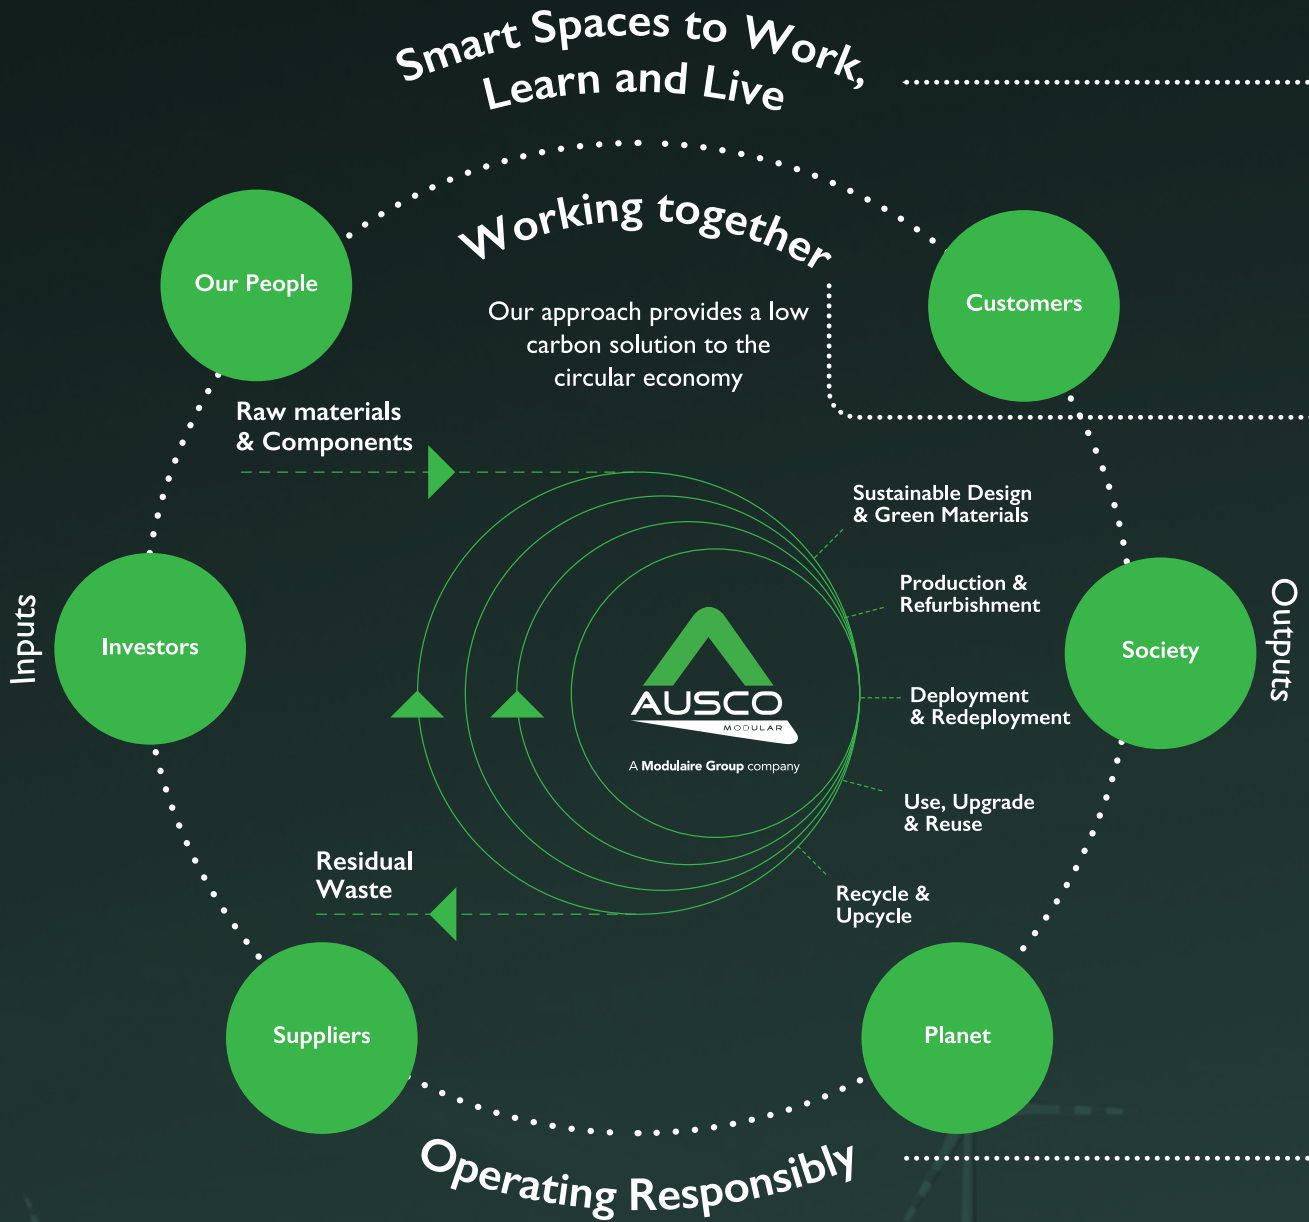 Smart Spaces to Work,
Learn and Live
Working together
Our approach provides a low
carbon solution to the
circular economy
Our People
Customers
Raw materials
& Components
Sustainable Design
& Green Materials
Production &
Refurbishment
Inputs
Investors
Society
Outputs
Deployment
& Redeployment
AUSCO
MODULAR
A Modulaire Group company
Use, Upgrade
& Reuse
Residual
Waste
Recycle &
Upcycle
Suppliers
Planet
Operating Responsibly